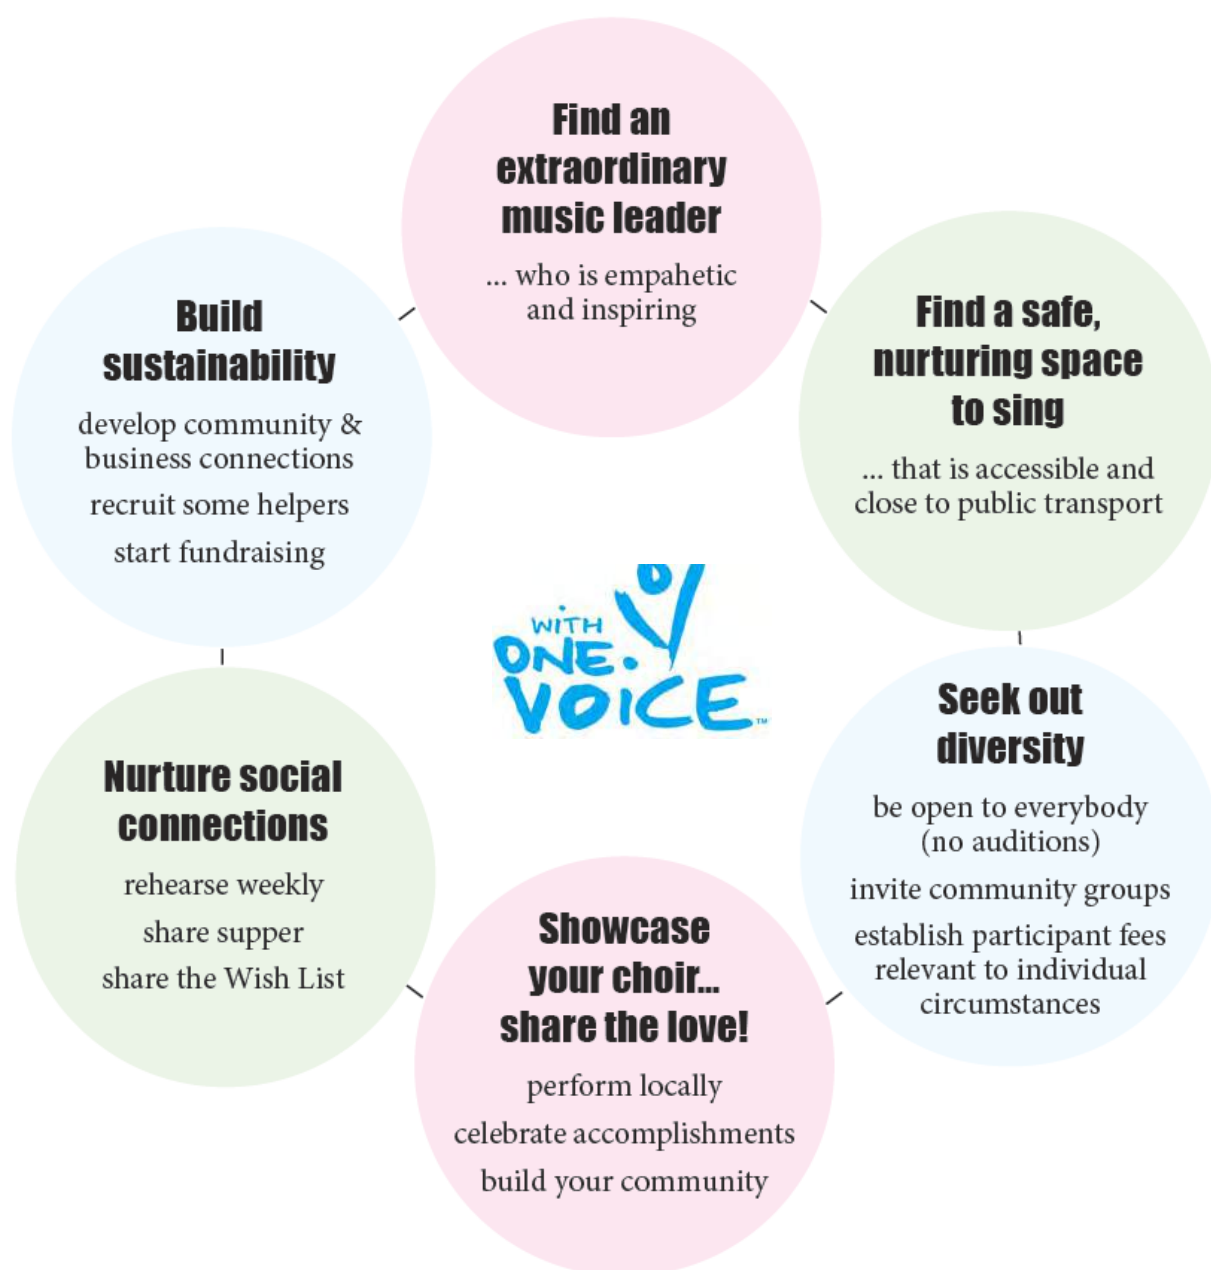 Find an
extraordinary
music leader
... who is empahetic
and inspiring
Find a safe,
nurturing space
to sing
... that is accessible and
close to public transport
Seek out
diversity
be open to everybody
(no auditions)
invite community groups
establish participant fees
relevant to individual
circumstances
Showcase
your choir...
share the love!
perform locally
celebrate accomplishments
build your community
Nurture social
connections
rehearse weekly
share supper
share the Wish List
Build
sustainability
develop community &
business connections
recruit some helpers
start fundraising
WITH
ONE
VOICE™